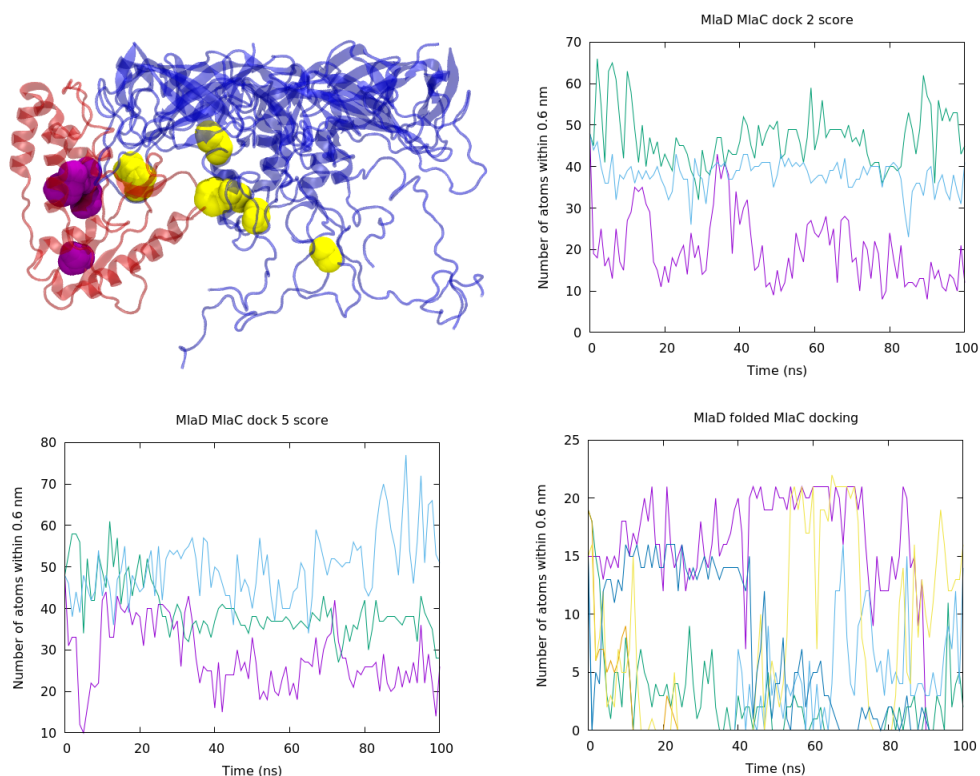 MlaD MlaC dock 2 score
Number of atoms within 0.6 nm
70
60
50
40
30
20
10
0
0 20 40 60 80 100
Time (ns)
MlaD MlaC dock 5 score
Number of atoms within 0.6 nm
80
70
60
50
40
30
20
10
0 20 40 60 80 100
Time (ns)
MlaD folded MlaC docking
Number of atoms within 0.6 nm
25
20
15
10
5
0
0 20 40 60 80 100
Time (ns)